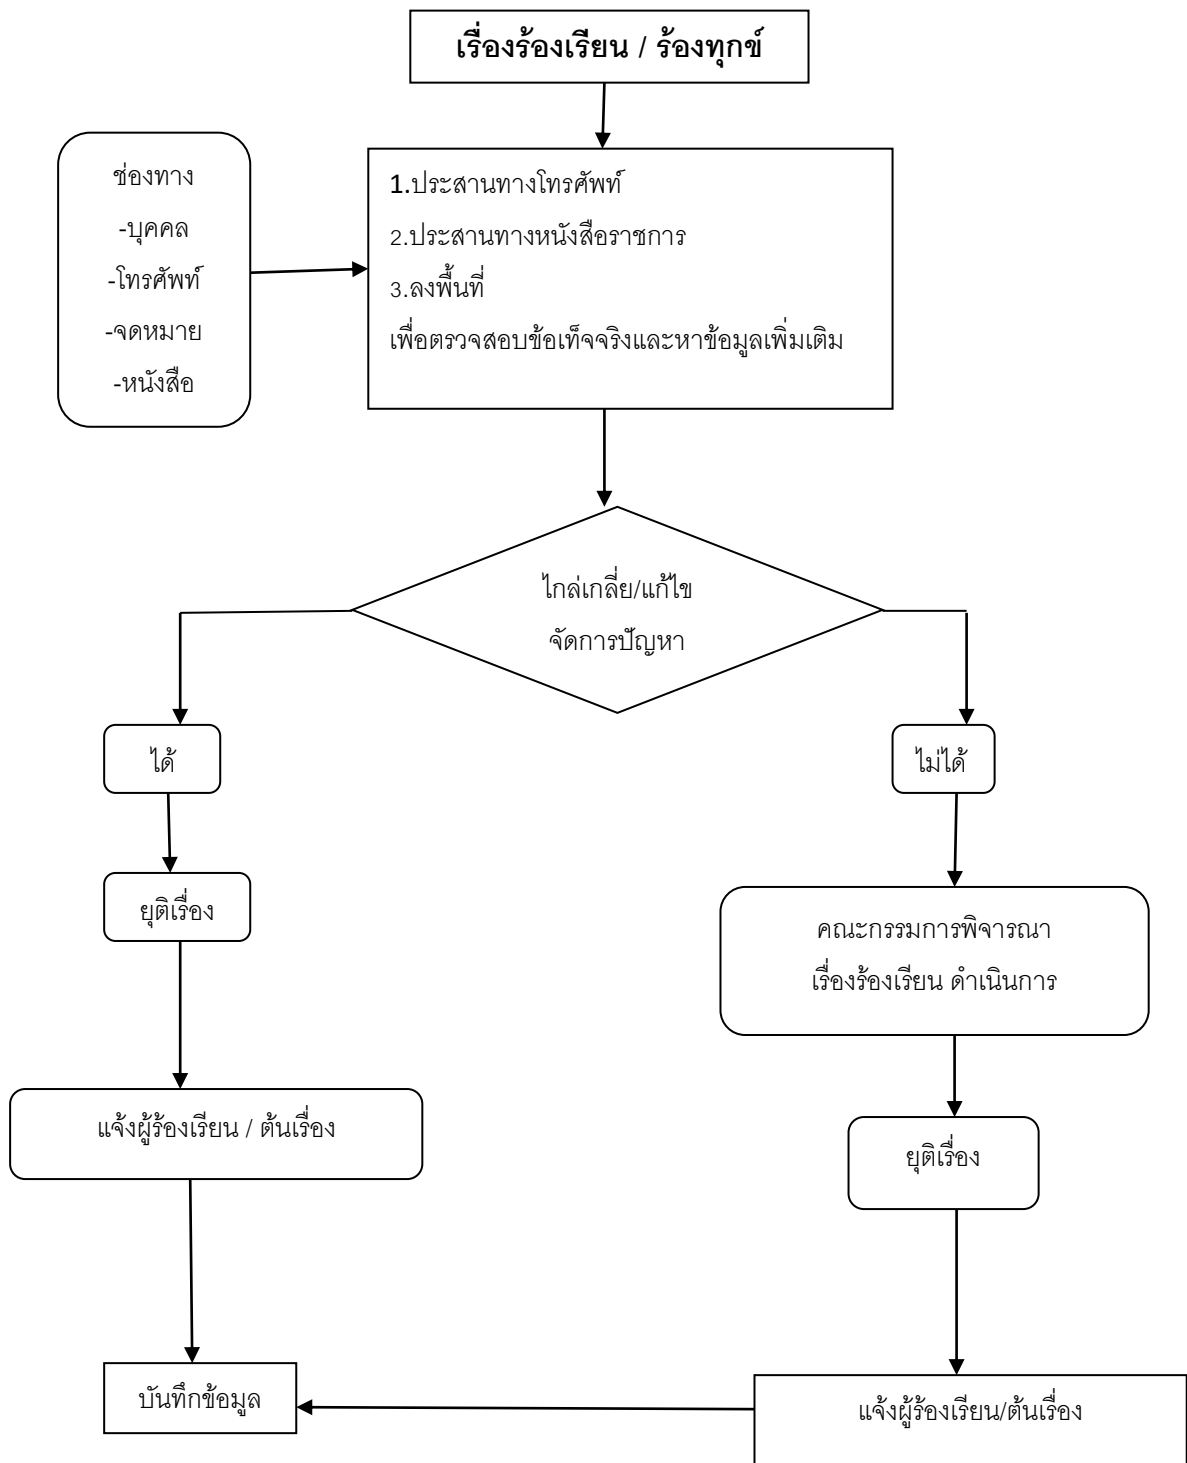 เรื่องร้องเรียน / ร้องทุกข์
ช่องทาง
-บุคคล
-โทรศัพท์
-จดหมาย
-หนังสือ
1.ประสานทางโทรศัพท์
2.ประสานทางหนังสือราชการ
3.ลงพื้นที่
เพื่อตรวจสอบข้อเท็จจริงและหาข้อมูลเพิ่มเติม
ไกล่เกลี่ย/แก้ไข
จัดการปัญหา
ได้
ไม่ได้
ยุติเรื่อง
คณะกรรมการพิจารณา
เรื่องร้องเรียน ดำเนินการ
แจ้งผู้ร้องเรียน / ต้นเรื่อง
ยุติเรื่อง
บันทึกข้อมูล
แจ้งผู้ร้องเรียน/ต้นเรื่อง